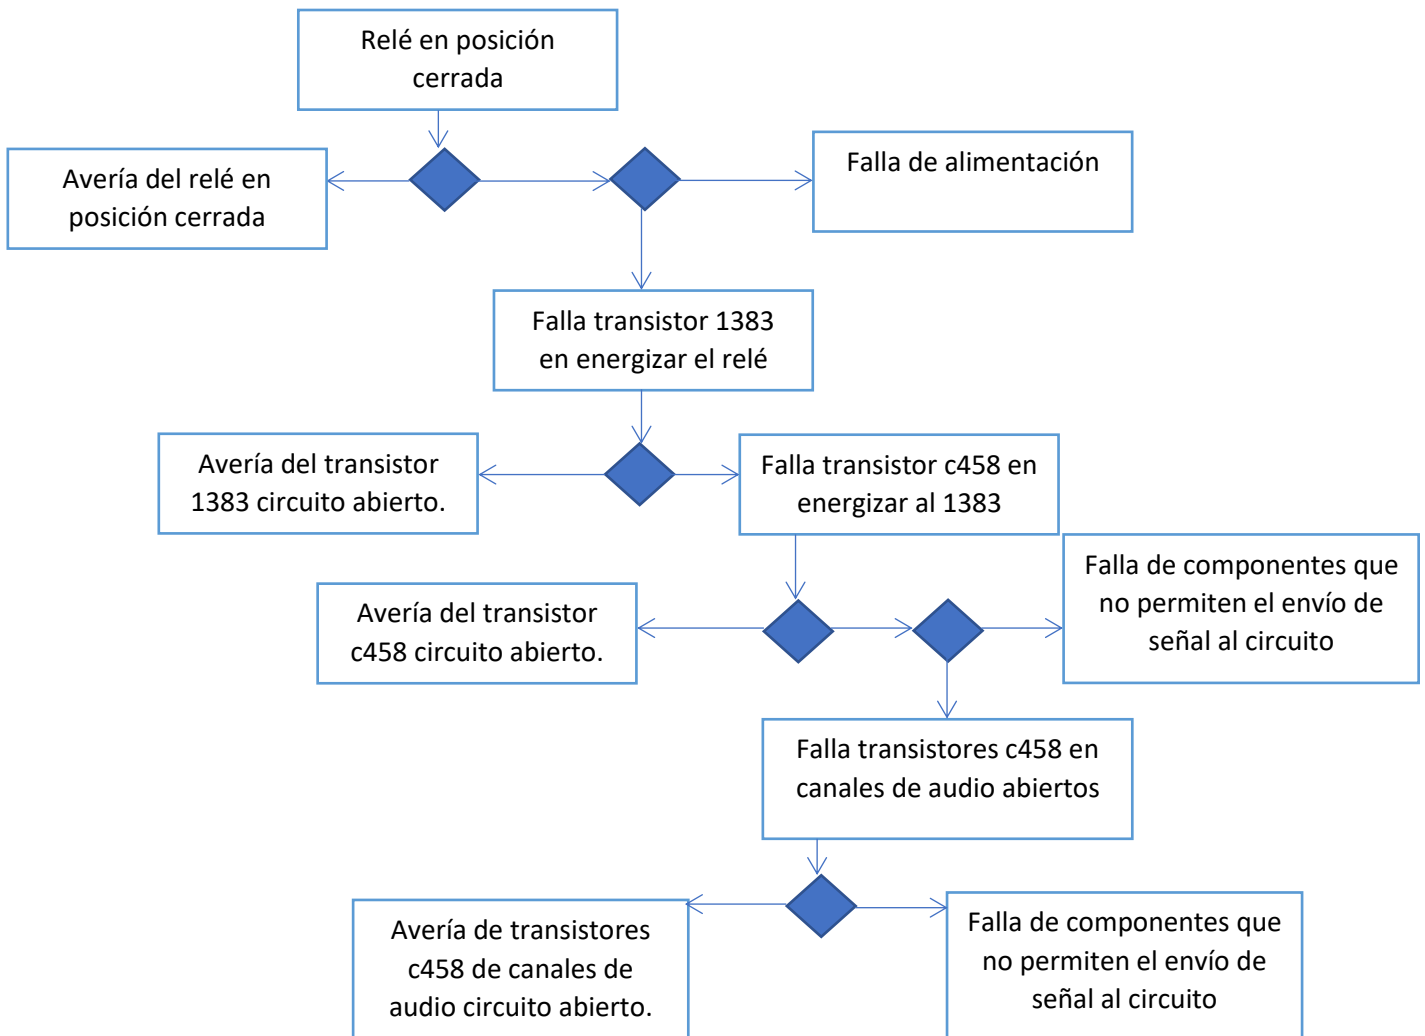 Relé en posición
cerrada
Avería del relé en
posición cerrada
Falla de alimentación
Falla transistor 1383
en energizar el relé
Avería del transistor
1383 circuito abierto.
Falla transistor c458 en
energizar al 1383
Avería del transistor
c458 circuito abierto.
Falla de componentes que
no permiten el envío de
señal al circuito
Falla transistores c458 en
canales de audio abiertos
Avería de transistores
c458 de canales de
audio circuito abierto.
Falla de componentes que
no permiten el envío de
señal al circuito